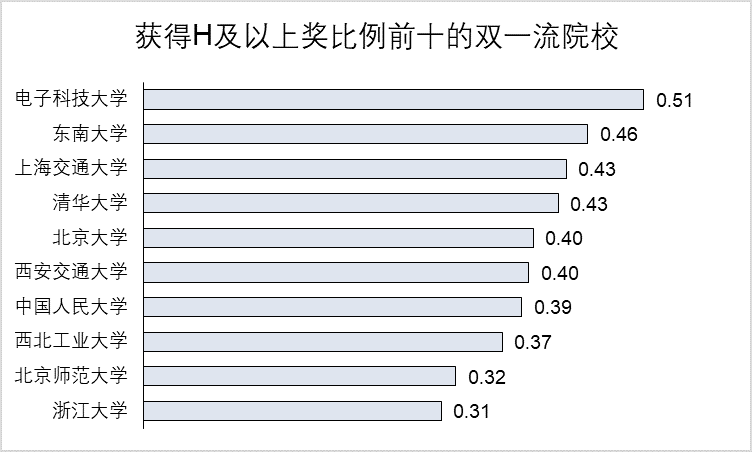 获得H及以上奖比例前十的双一流院校
电子科技大学 0.51
东南大学 0.46
上海交通大学 0.43
清华大学 0.43
北京大学 0.40
西安交通大学 0.40
中国人民大学 0.39
西北工业大学 0.37
北京师范大学 0.32
浙江大学 0.31